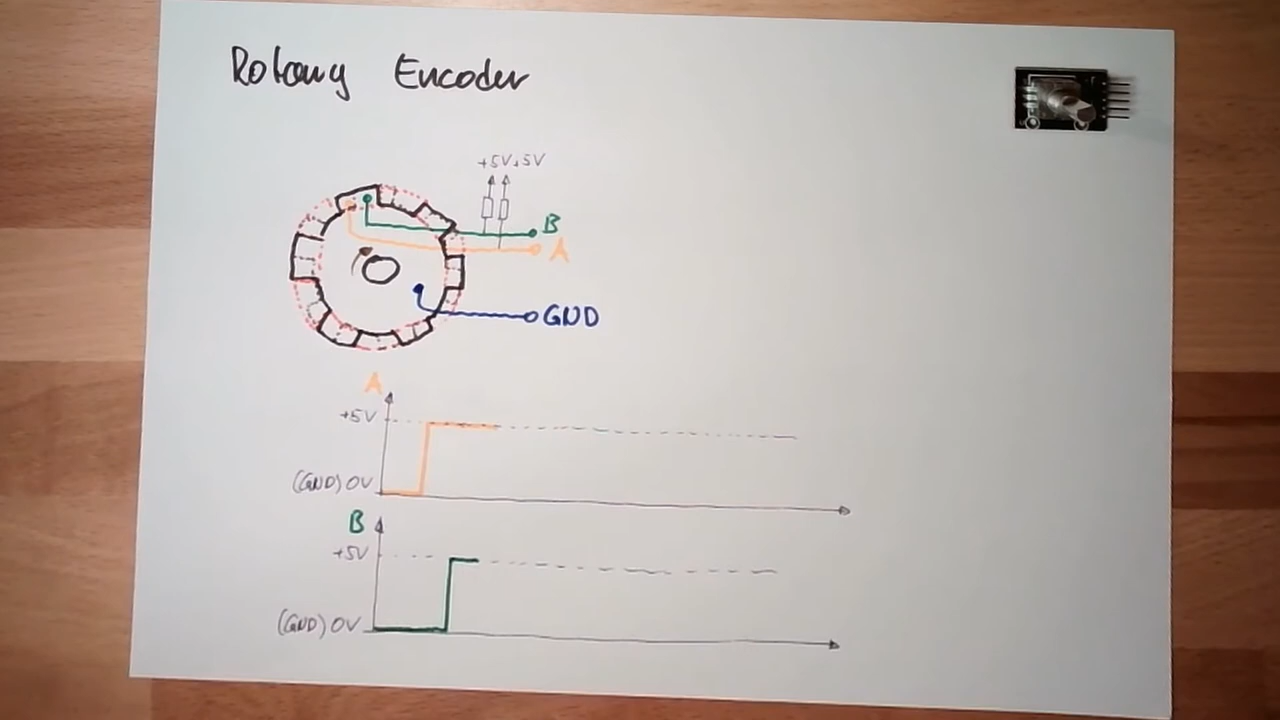 Rotary Encoder
+5V+5V
B
A
GND
A
+5V
(GND) 0V
B
+5V
(GND) 0V